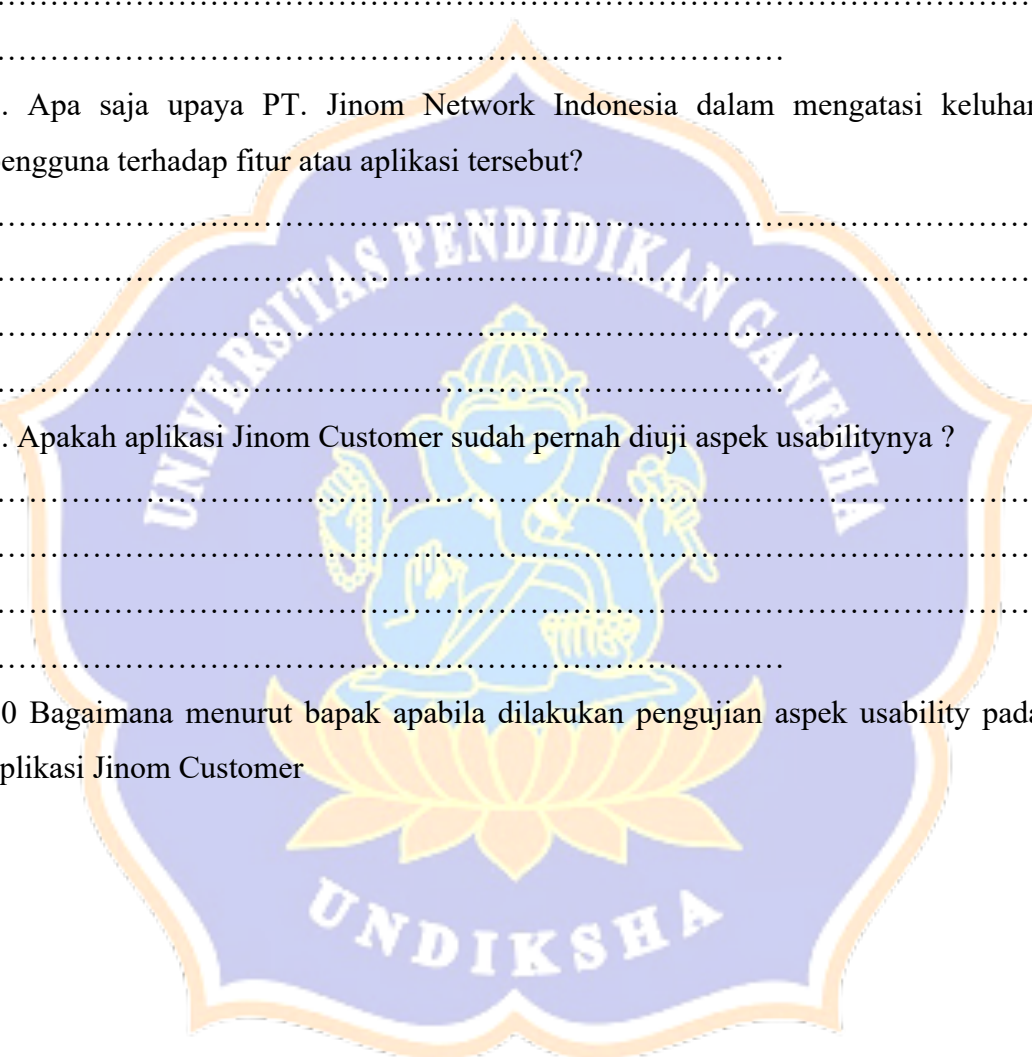 ……………………………………………………………………………………
…………………………………………………………………
. Apa saja upaya PT. Jinom Network Indonesia dalam mengatasi keluhan
engguna terhadap fitur atau aplikasi tersebut?
……………………………………………………………………………………
……………………………………………………………………………………
……………………………………………………………………………………
…………………………………………………………………
. Apakah aplikasi Jinom Customer sudah pernah diuji aspek usabilitynya ?
……………………………………………………………………………………
……………………………………………………………………………………
……………………………………………………………………………………
…………………………………………………………………
0 Bagaimana menurut bapak apabila dilakukan pengujian aspek usability pada
plikasi Jinom Customer
UNIVERSITAS PENDIDIKAN GANESHA
UNDIKSHA